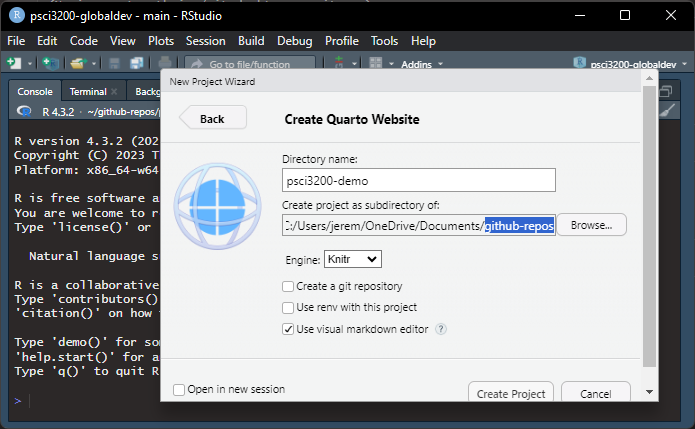 psci3200-globaldev - main - RStudio
File Edit Code View Plots Session Build Debug Profile Tools Help
Go to file/function
Addins
psci3200-globaldev
Console Terminal Backg
R 4.3.2 · ~/github-repos/p
R version 4.3.2 (202
Copyright (C) 2023 T
Platform: x86_64-w64
R is free software a
You are welcome to r
Type 'license()' or
Natural language s
R is a collaborative
Type 'contributors()
'citation()' on how
Type 'demo()' for so
'help.start()' for a
Type 'q()' to quit R
>
New Project Wizard
Back
Create Quarto Website
Directory name:
psci3200-demo
Create project as subdirectory of:
C:/Users/jerem/OneDrive/Documents/github-repos
Browse...
Engine: Knitr
Create a git repository
Use renv with this project
Use visual markdown editor ?
Open in new session
Create Project
Cancel